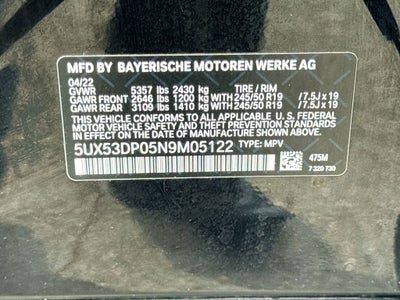 MFD BY BAYERISCHE MOTOREN WERKE AG
04/22
GVWR 5357 lbs 2430 kg TIRE / RIM
GAWR FRONT 2646 lbs 1200 kg WITH 245/50 R19 /7.5J x 19
GAWR REAR 3109 lbs 1410 kg WITH 245/50 R19 /7.5J x 19
THIS VEHICLE CONFORMS TO ALL APPLICABLE U. S. FEDERAL
MOTOR VEHICLE SAFETY AND THEFT PREVENTION STANDARDS
IN EFFECT ON THE DATE OF MANUFACTURE SHOWN ABOVE.
5UX53DP05N9M05122 TYPE: MPV 475M
7 320 730